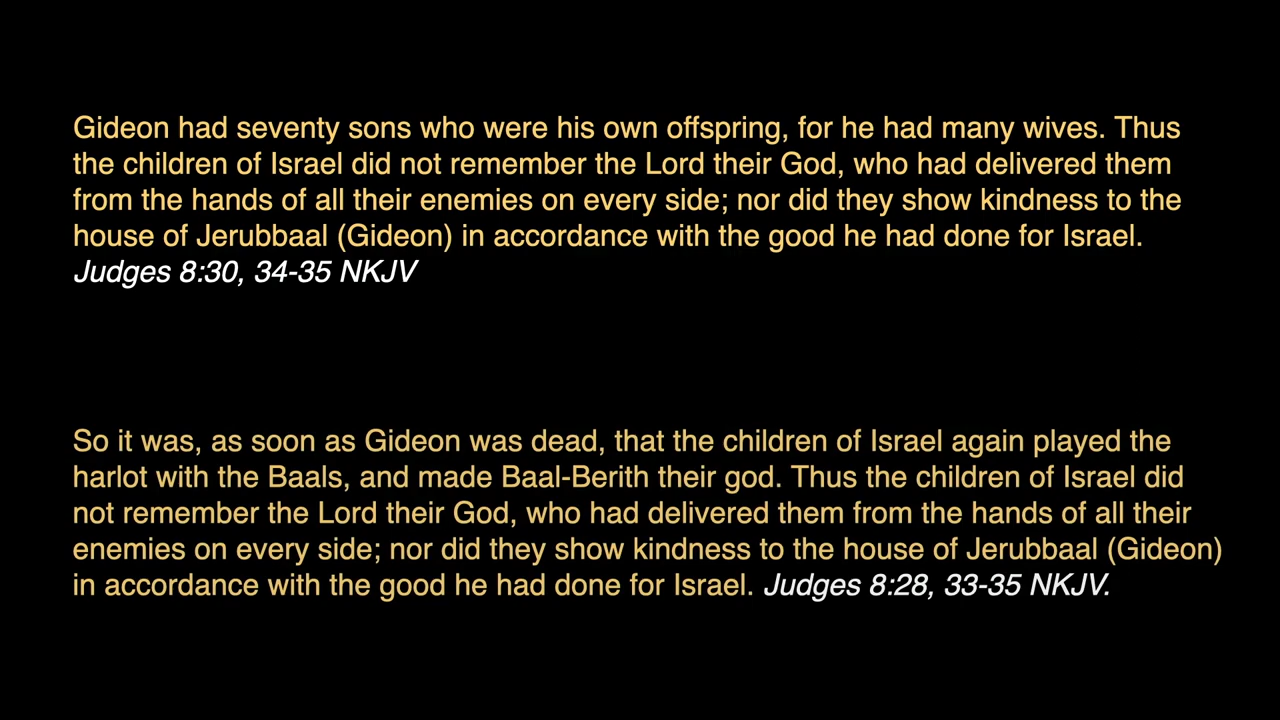 Gideon had seventy sons who were his own offspring, for he had many wives. Thus
the children of Israel did not remember the Lord their God, who had delivered them
from the hands of all their enemies on every side; nor did they show kindness to the
house of Jerubbaal (Gideon) in accordance with the good he had done for Israel.
Judges 8:30, 34-35 NKJV
So it was, as soon as Gideon was dead, that the children of Israel again played the
harlot with the Baals, and made Baal-Berith their god. Thus the children of Israel did
not remember the Lord their God, who had delivered them from the hands of all their
enemies on every side; nor did they show kindness to the house of Jerubbaal (Gideon)
in accordance with the good he had done for Israel. Judges 8:28, 33-35 NKJV.